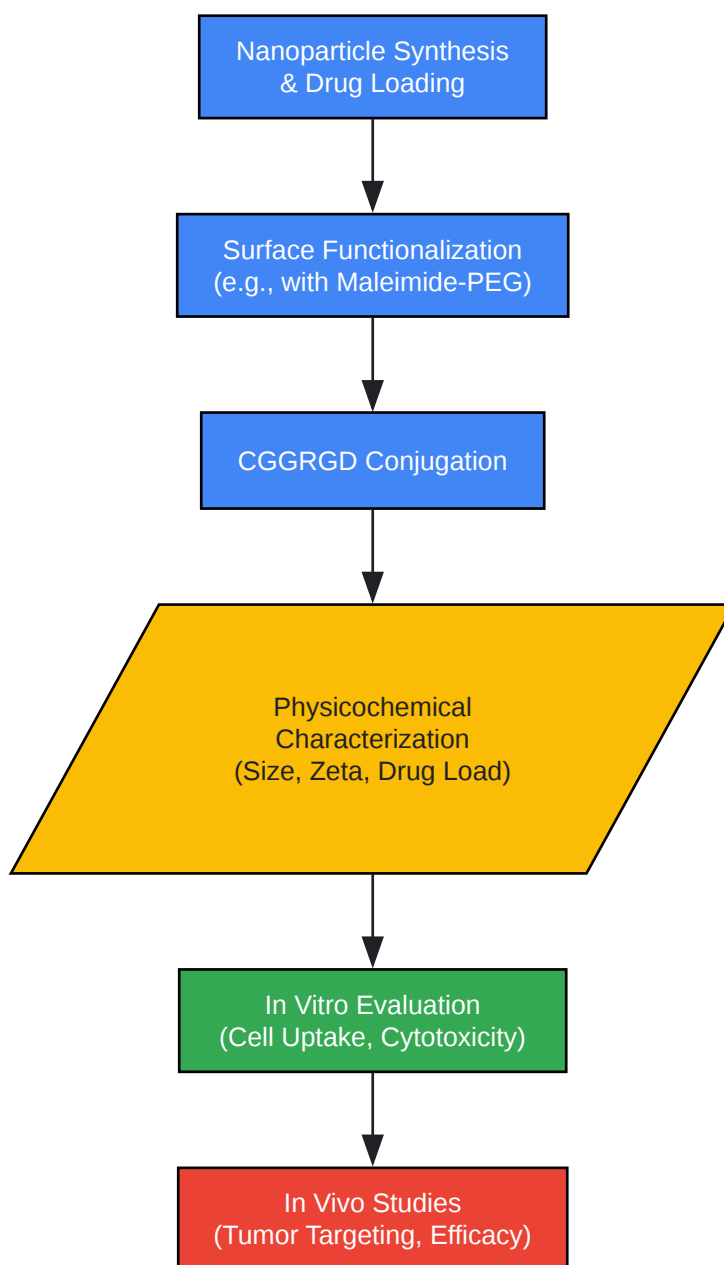 Nanoparticle Synthesis
& Drug Loading
Surface Functionalization
(e.g., with Maleimide-PEG)
CGGRGD Conjugation
Physicochemical
Characterization
(Size, Zeta, Drug Load)
In Vitro Evaluation
(Cell Uptake, Cytotoxicity)
In Vivo Studies
(Tumor Targeting, Efficacy)